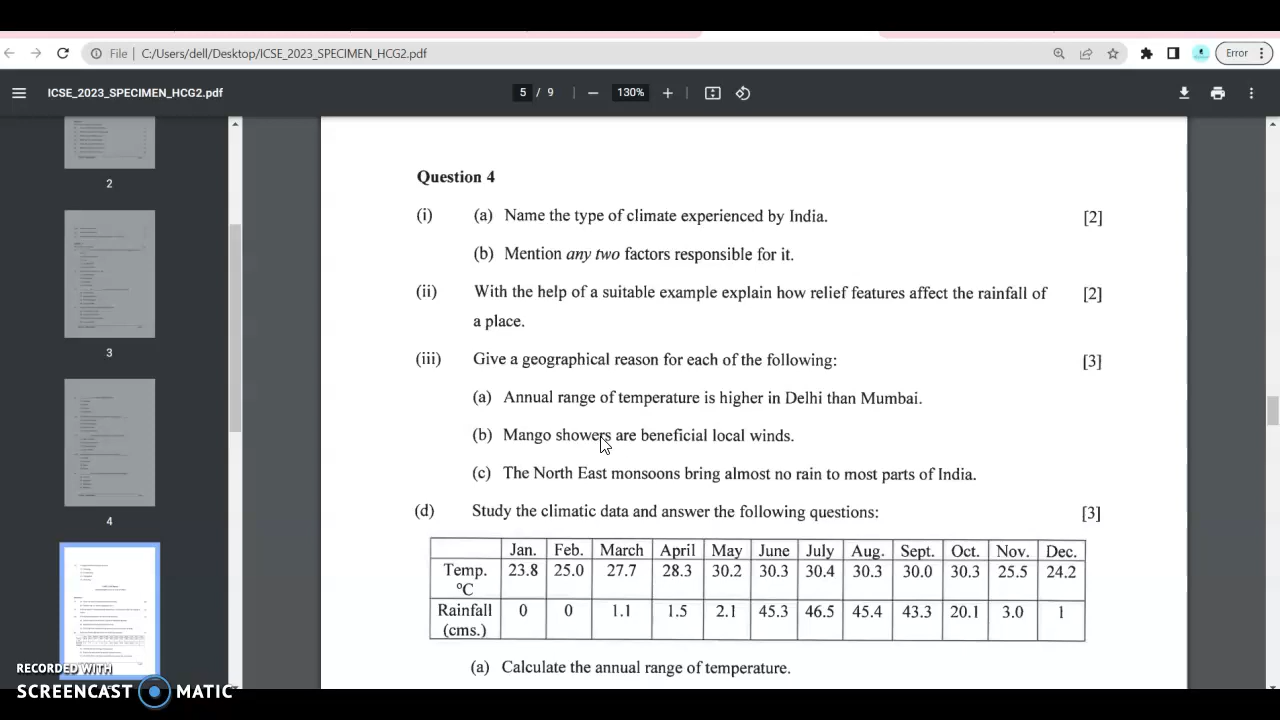 File | C:/Users/dell/Desktop/ICSE_2023_SPECIMEN_HCG2.pdf Error
ICSE_2023_SPECIMEN_HCG2.pdf 5 / 9 130%
2
3
4
Question 4
(i) (a) Name the type of climate experienced by India. [2]
(b) Mention any two factors responsible for it.
(ii) With the help of a suitable example explain how relief features affect the rainfall of [2]
a place.
(iii) Give a geographical reason for each of the following: [3]
(a) Annual range of temperature is higher in Delhi than Mumbai.
(b) Mango showers are beneficial local winds.
(c) The North East monsoons bring almost no rain to most parts of India.
(d) Study the climatic data and answer the following questions: [3]
Jan. Feb. March April May June July Aug. Sept. Oct. Nov. Dec.
Temp. 23.8 25.0 27.7 28.3 30.2 30.3 30.4 30.3 30.0 30.3 25.5 24.2
°C
Rainfall 0 0 1.1 1.5 2.1 45.3 46.5 45.4 43.3 20.1 3.0 1
(cms.)
(a) Calculate the annual range of temperature.
RECORDED WITH
SCREENCAST MATIC